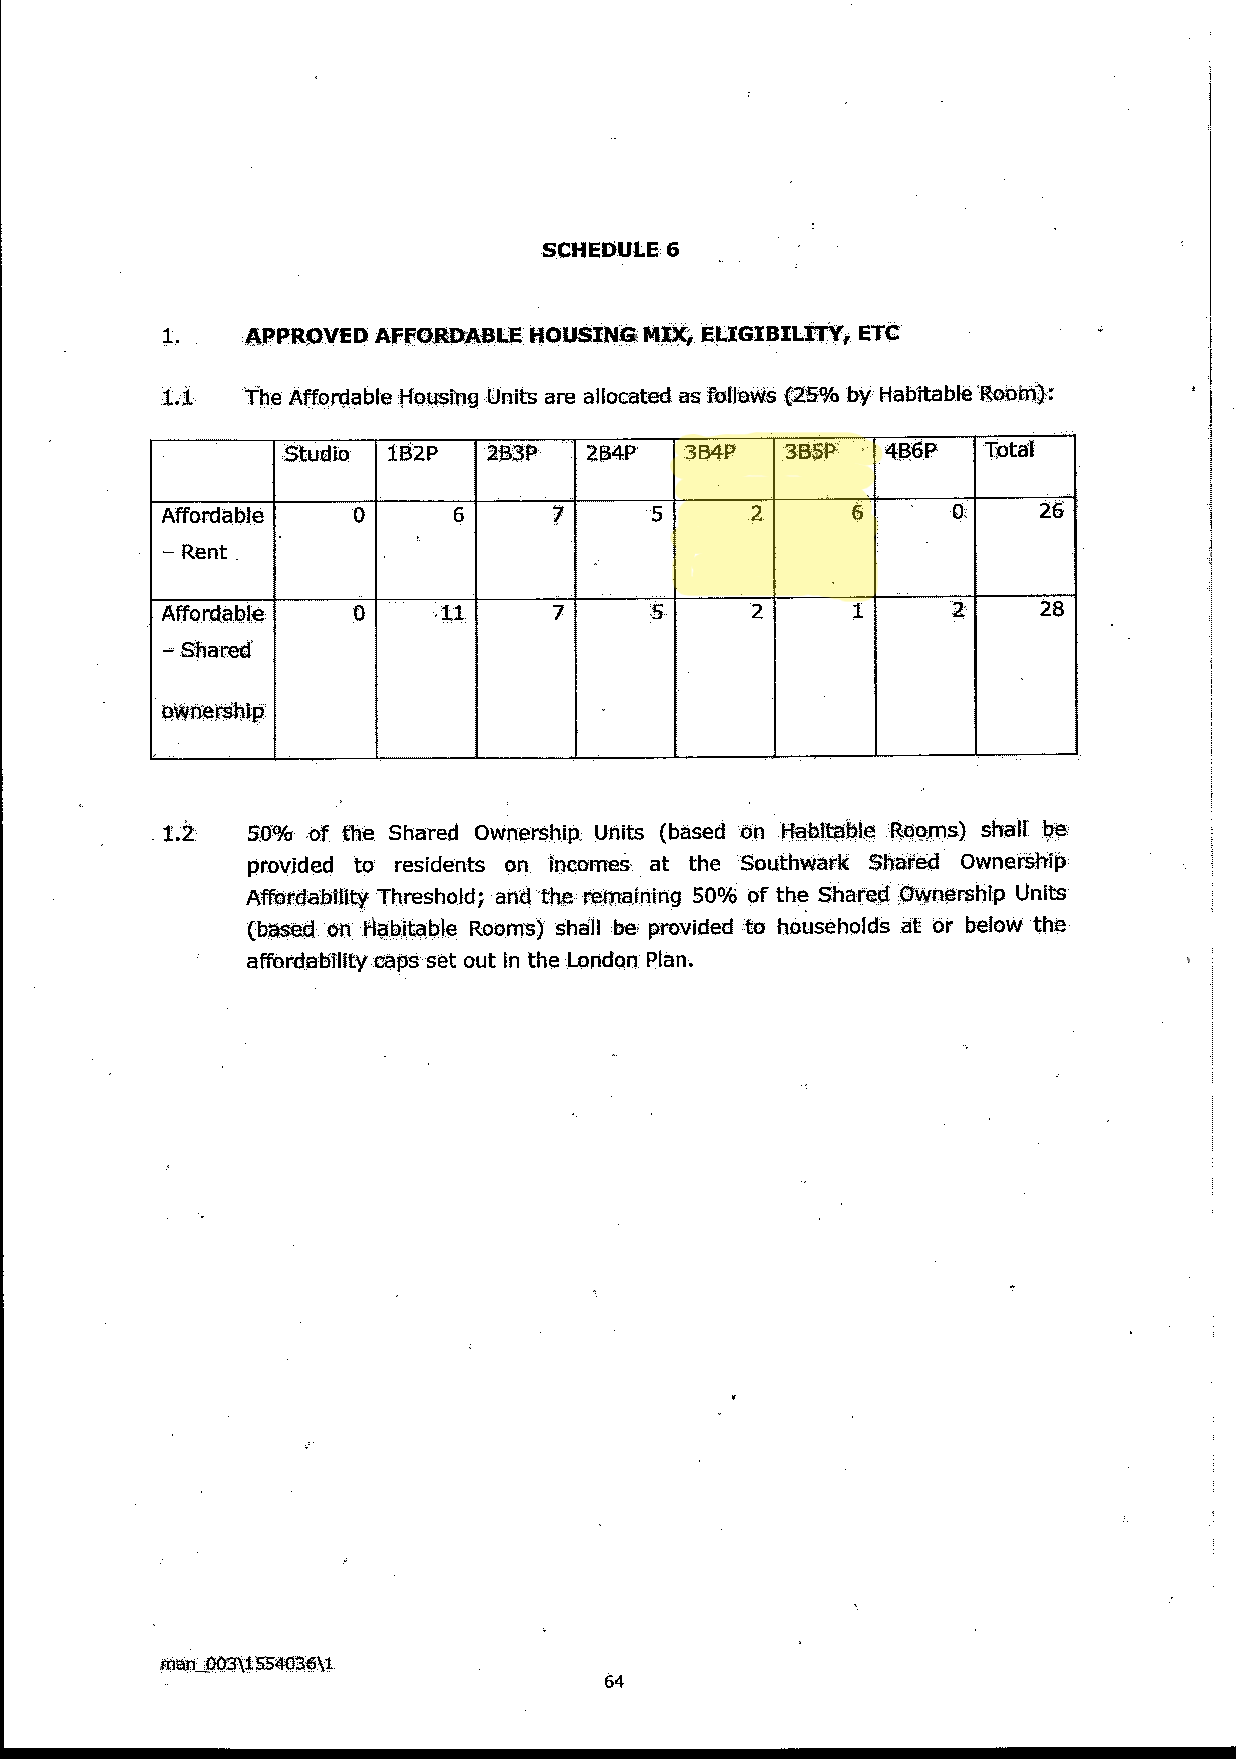 SCHEDULE 6
1. APPROVED AFFORDABLE HOUSING MIX, ELIGIBILITY, ETC
1.1 The Affordable Housing Units are allocated as follows (25% by Habitable Room):
Studio 1B2P 2B3P 2B4P 3B4P 3B5P 4B6P Total
Affordable 0 6 7 5 2 6 0 26
– Rent
Affordable 0 11 7 5 2 1 2 28
– Shared
ownership
1.2 50% of the Shared Ownership Units (based on Habitable Rooms) shall be
provided to residents on incomes at the Southwark Shared Ownership
Affordability Threshold; and the remaining 50% of the Shared Ownership Units
(based on Habitable Rooms) shall be provided to households at or below the
affordability caps set out in the London Plan.
man_003\1554036\1
64